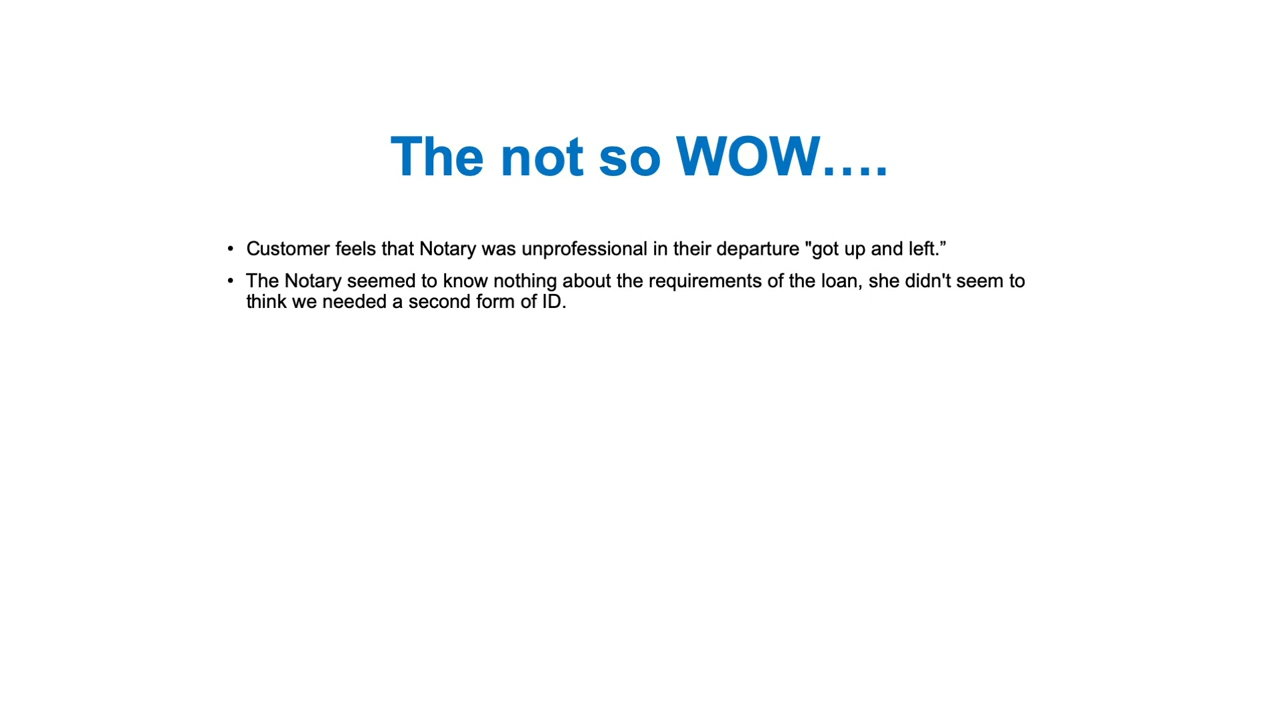 The not so WOW….
• Customer feels that Notary was unprofessional in their departure "got up and left.”
• The Notary seemed to know nothing about the requirements of the loan, she didn't seem to
think we needed a second form of ID.